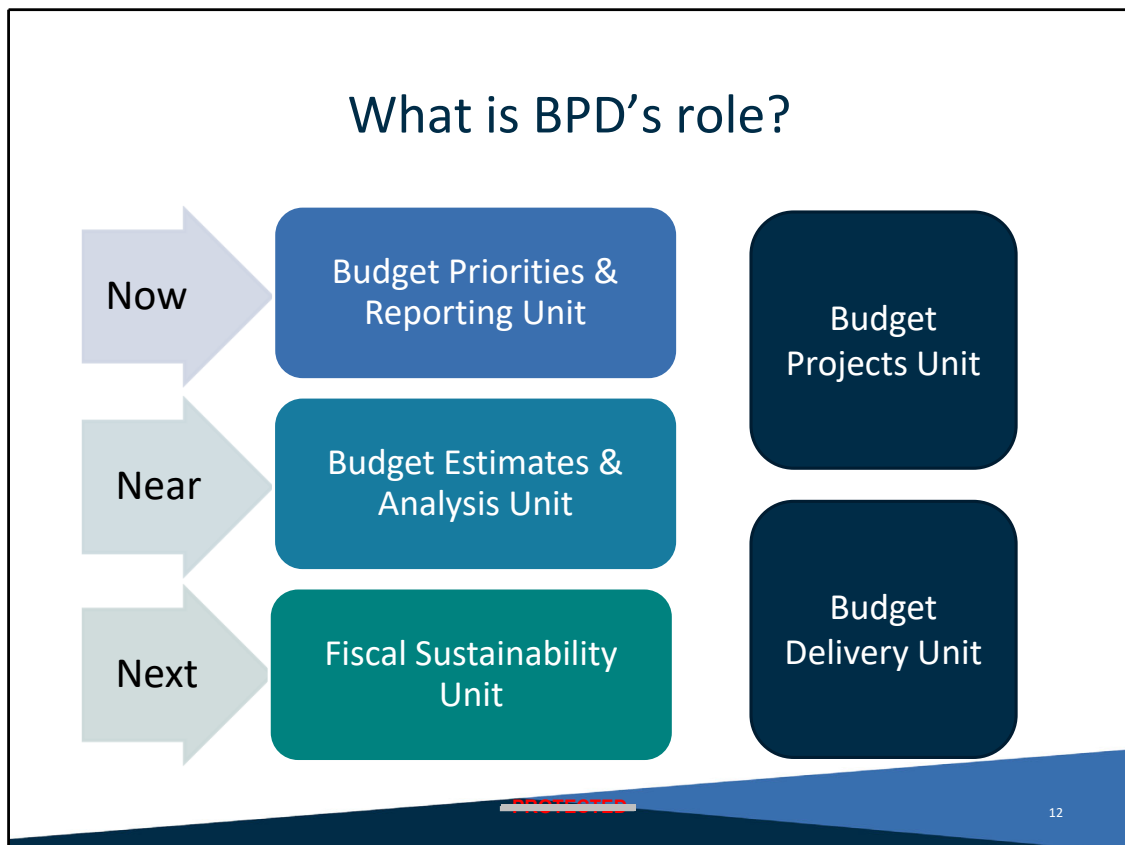 What is BPD’s role?
Now
Budget Priorities &
Reporting Unit
Near
Budget Estimates &
Analysis Unit
Next
Fiscal Sustainability
Unit
Budget
Projects Unit
Budget
Delivery Unit
PROTECTED
12